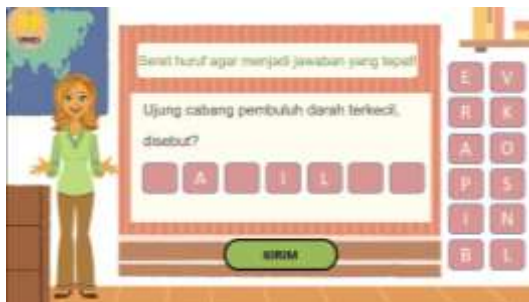 Seret huruf agar menjadi jawaban yang tepat!
Ujung cabang pembuluh darah terkecil,
disebut?
A I L
KIRIM
E V
R K
A O
P S
I N
B L